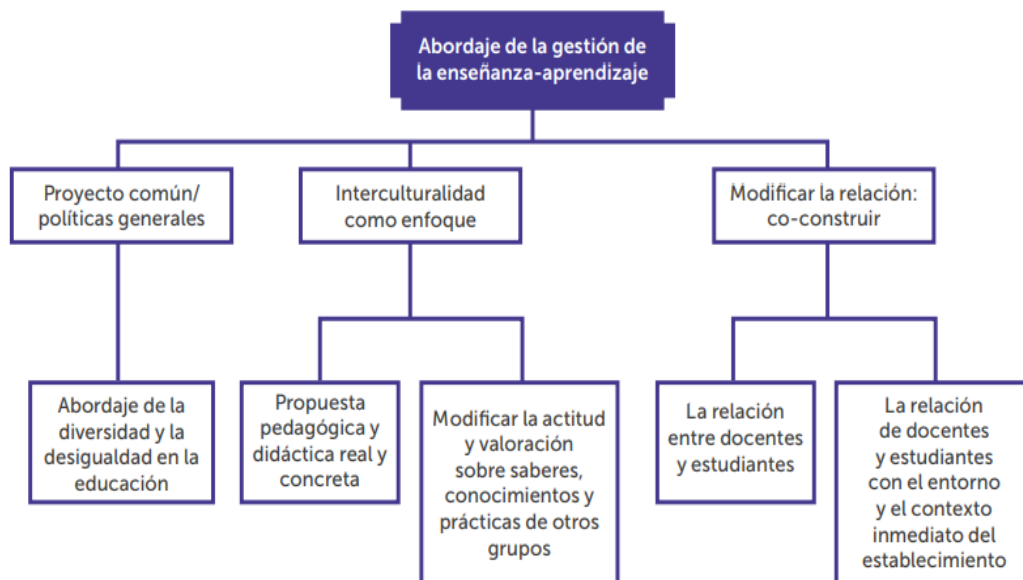 Abordaje de la gestión de
la enseñanza-aprendizaje
Proyecto común/
políticas generales
Interculturalidad
como enfoque
Modificar la relación:
co-construir
Abordaje de la
diversidad y la
desigualdad en la
educación
Propuesta
pedagógica y
didáctica real y
concreta
Modificar la actitud
y valoración
sobre saberes,
conocimientos y
prácticas de otros
grupos
La relación
entre docentes
y estudiantes
La relación
de docentes
y estudiantes
con el entorno
y el contexto
inmediato del
establecimiento